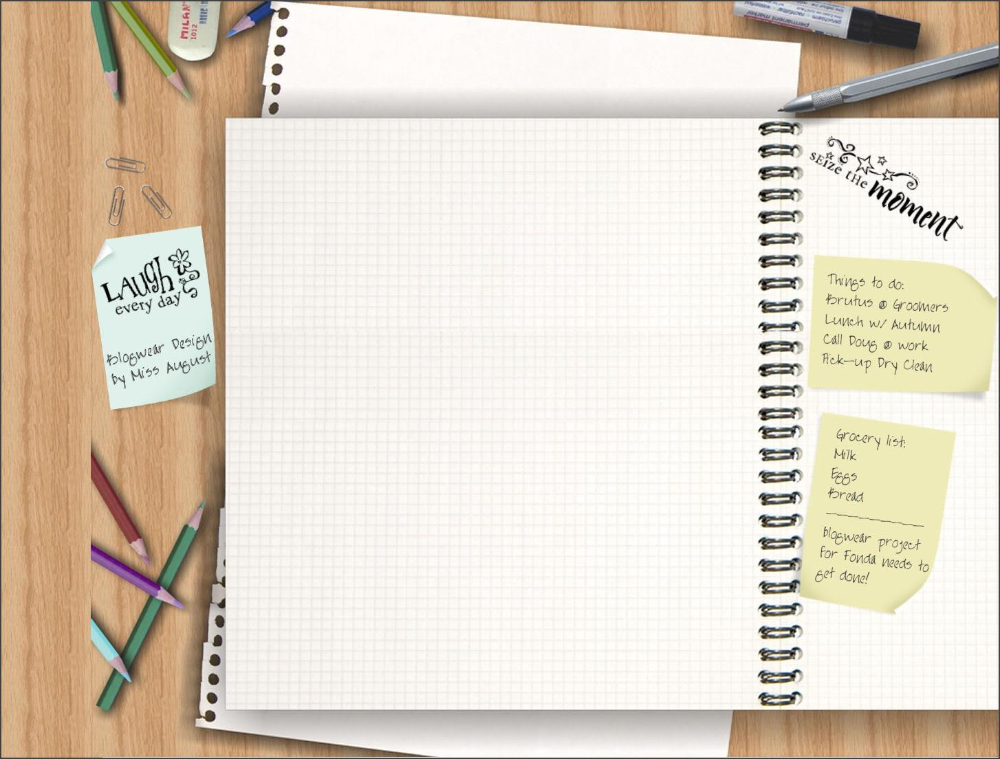 MILAN
1012
permanent marker
sEize tHe
moment
LAugh
every day
Blogwear Design
by Miss August
Things to do:
Brutus @ Groomers
Lunch w/ Autumn
Call Doug @ work
Pick-up Dry Clean
Grocery list:
Milk
Eggs
Bread
blogwear project
for Fonda needs to
get done!